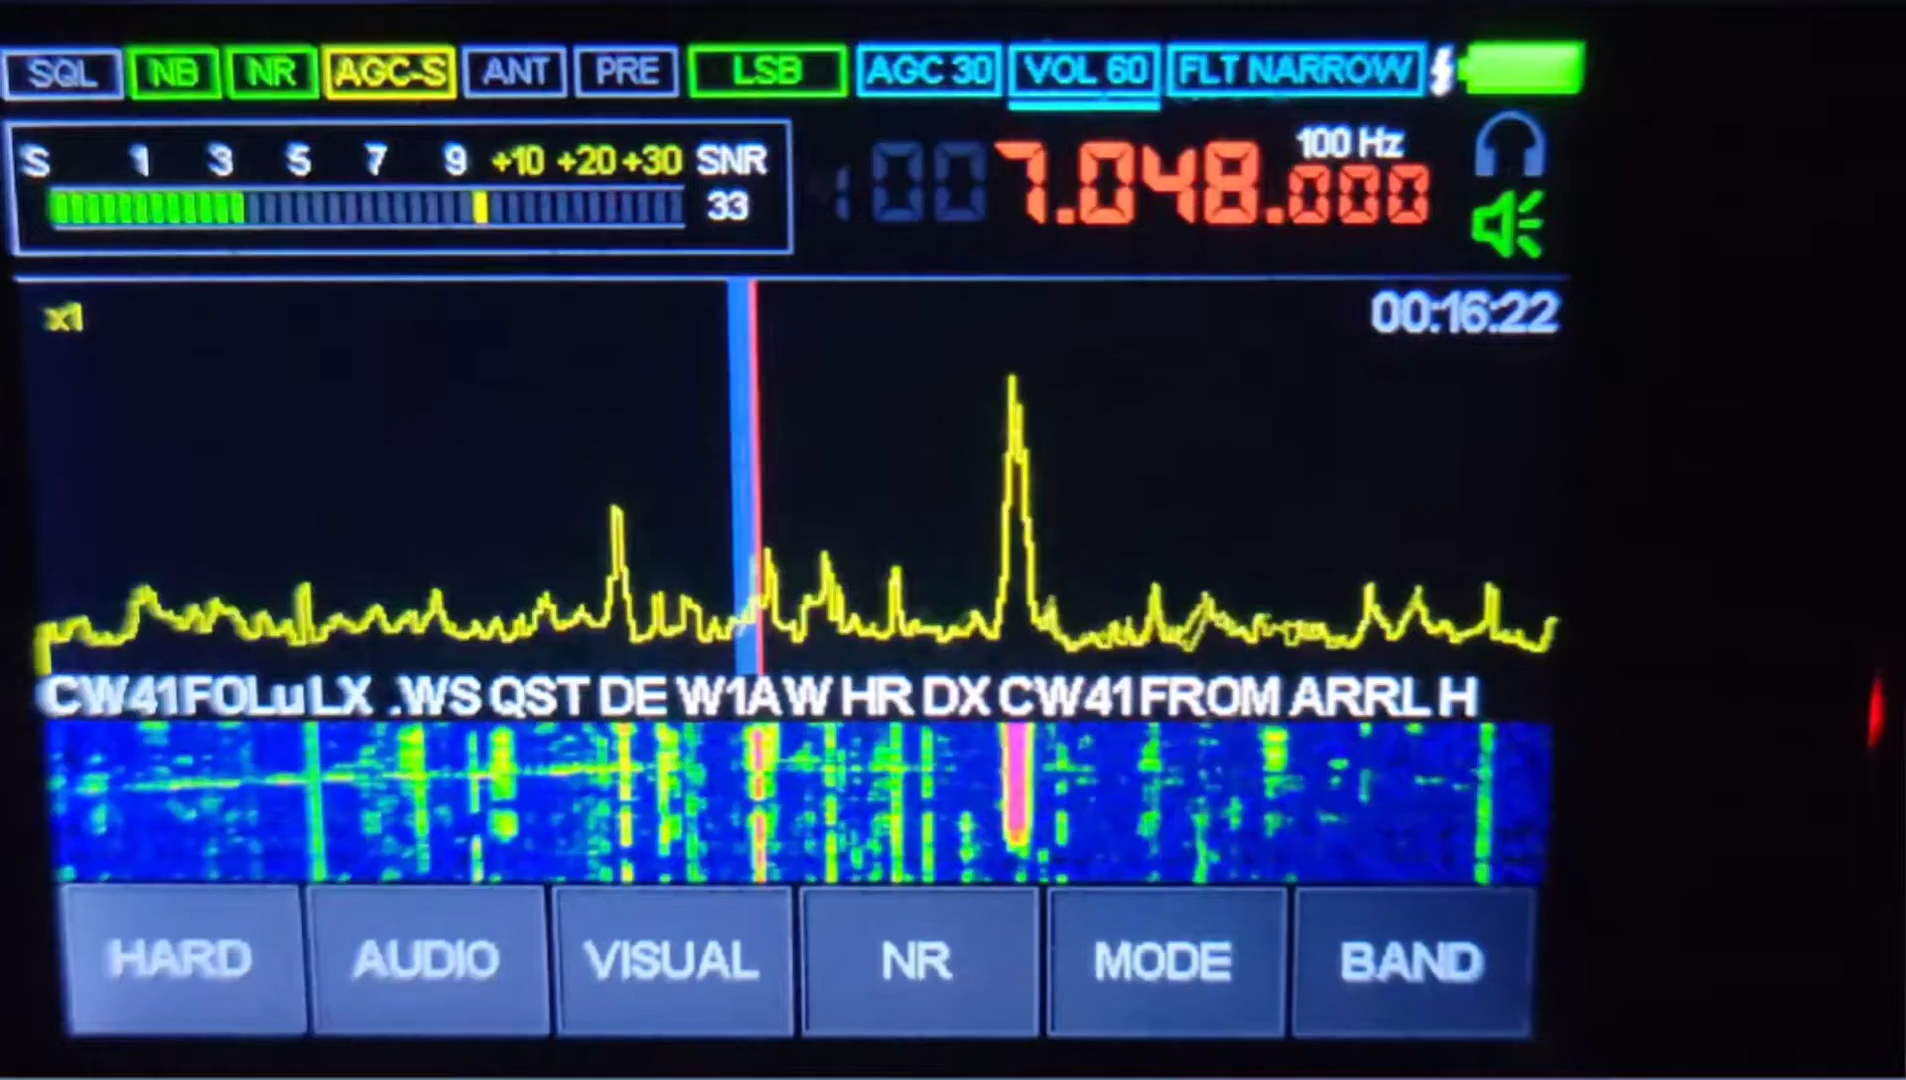 SQL NB NR AGC-S ANT PRE LSB AGC 30 VOL 60 FLT NARROW
S 1 3 5 7 9 +10 +20 +30 SNR
33
100 Hz
7.048.000
x1
00:16:22
CW41FOLuLX .WS QST DE W1AW HR DX CW41FROM ARRL H
HARD AUDIO VISUAL NR MODE BAND